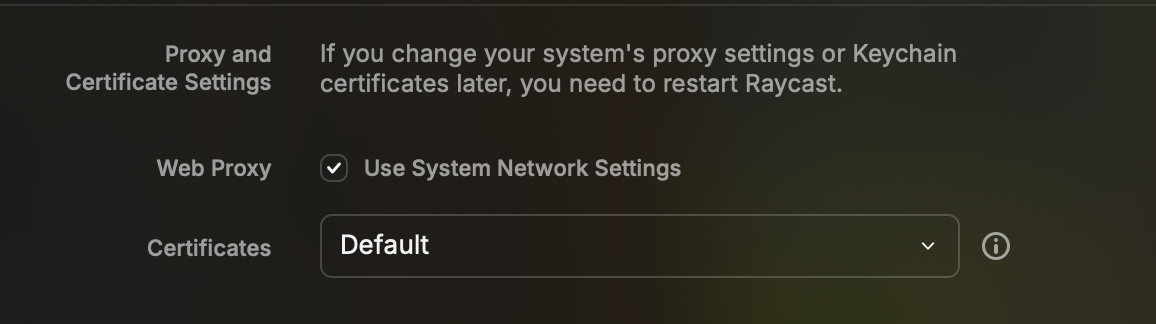 Proxy and
Certificate Settings
If you change your system's proxy settings or Keychain
certificates later, you need to restart Raycast.
Web Proxy
Use System Network Settings
Certificates
Default